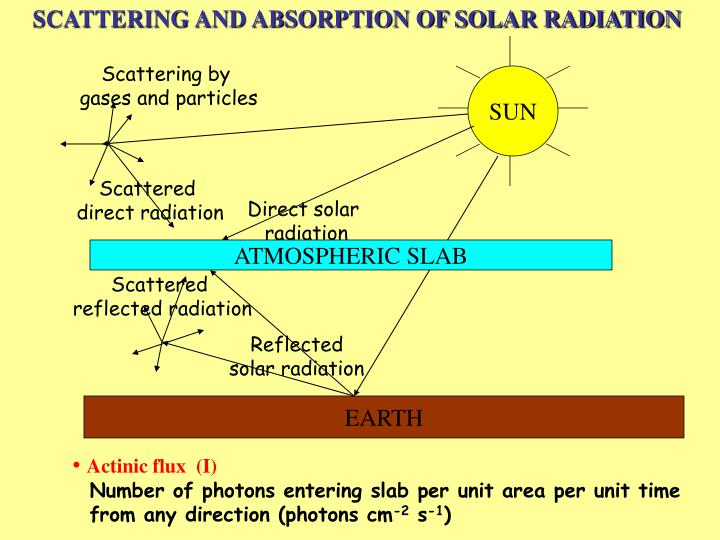 SCATTERING AND ABSORPTION OF SOLAR RADIATION
Scattering by
gases and particles
SUN
Scattered
direct radiation
Direct solar
radiation
ATMOSPHERIC SLAB
Scattered
reflected radiation
Reflected
solar radiation
EARTH
• Actinic flux (I)
Number of photons entering slab per unit area per unit time
from any direction (photons cm⁻² s⁻¹)